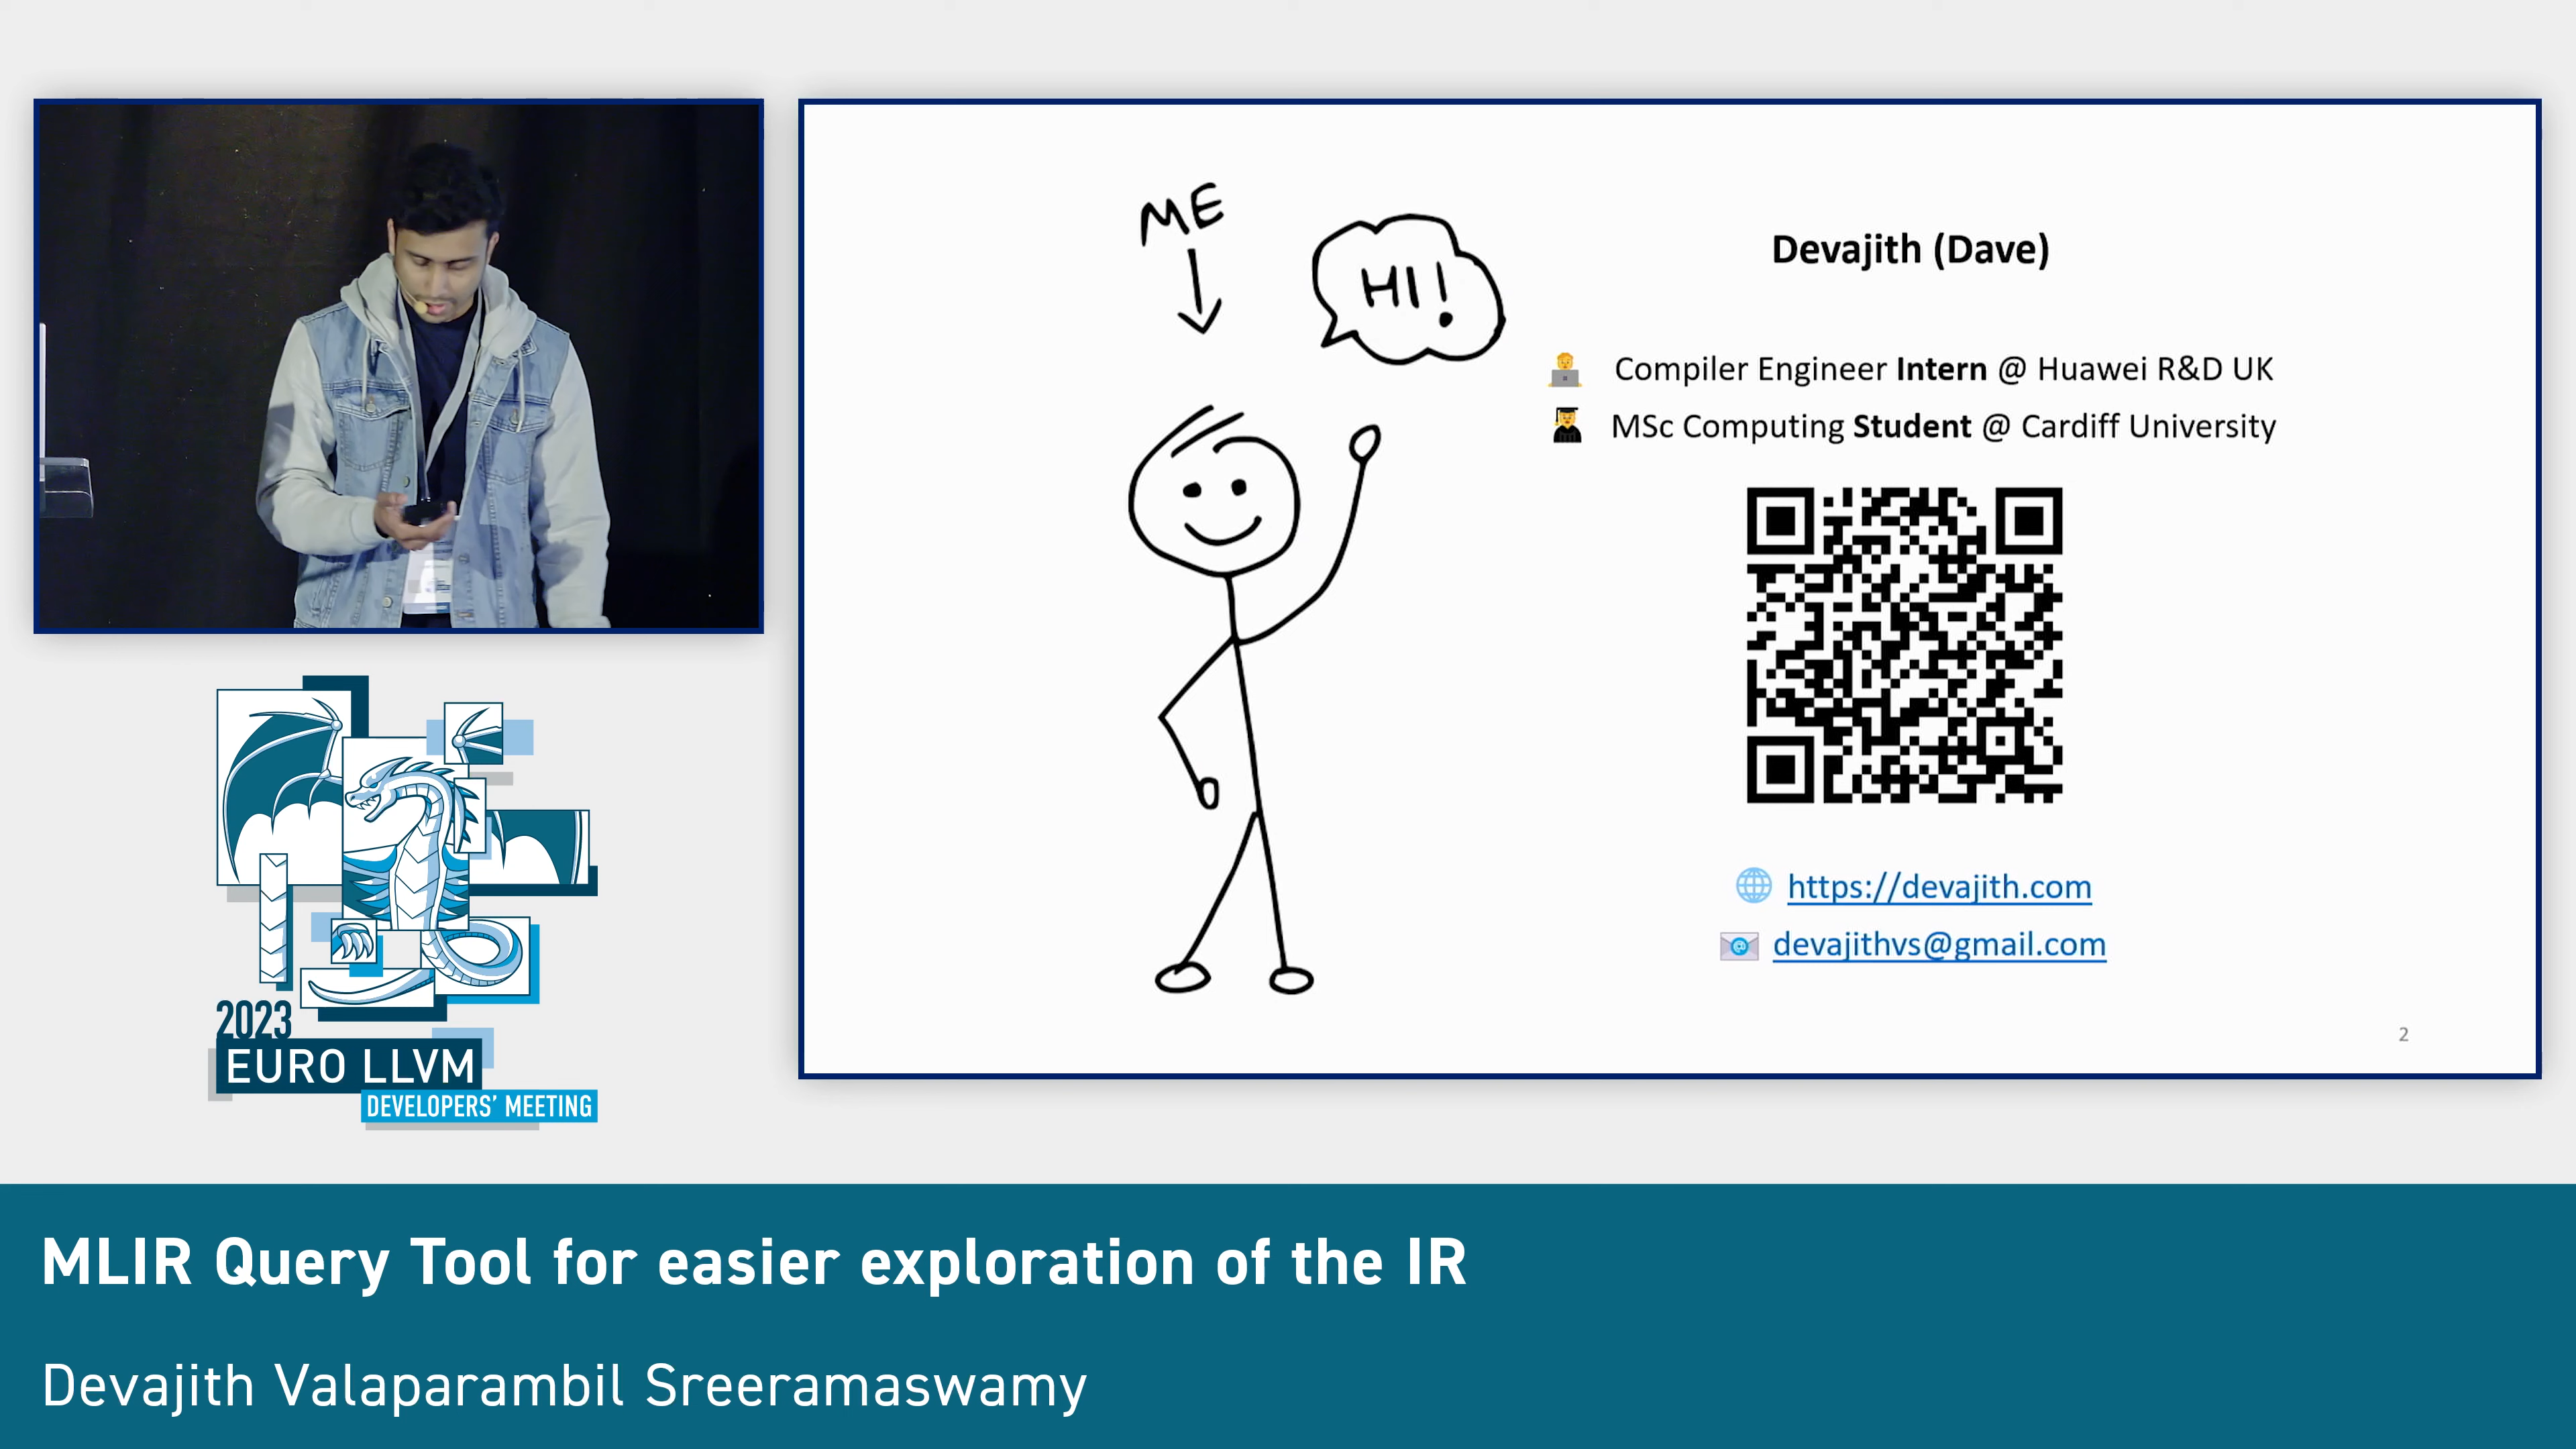 ME
HI!
Devajith (Dave)
Compiler Engineer Intern @ Huawei R&D UK
MSc Computing Student @ Cardiff University
https://devajith.com
devajithvs@gmail.com
2
2023
EURO LLVM
DEVELOPERS' MEETING
MLIR Query Tool for easier exploration of the IR
Devajith Valaparambil Sreeramaswamy